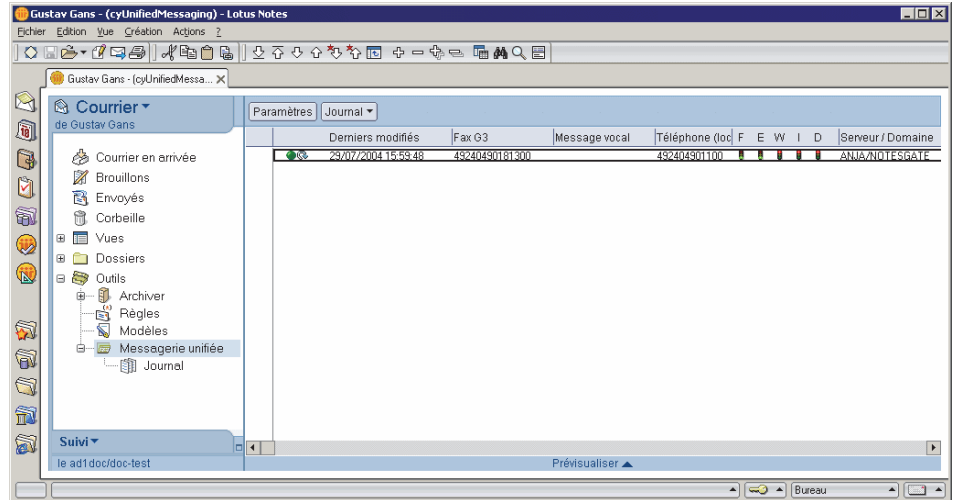 Gustav Gans - (cyUnifiedMessaging) - Lotus Notes
Fichier Edition Vue Création Actions ?
Gustav Gans - (cyUnifiedMessa...
Courrier
de Gustav Gans
Paramètres Journal
Derniers modifiés Fax G3 Message vocal Téléphone (loc F E W I D Serveur / Domaine
29/07/2004 15:59:48 49240490181300 492404901100 ANJA/NOTESGATE
Courrier en arrivée
Brouillons
Envoyés
Corbeille
Vues
Dossiers
Outils
Archiver
Règles
Modèles
Messagerie unifiée
Journal
Suivi
le ad1doc/doc-test
Prévisualiser
Bureau